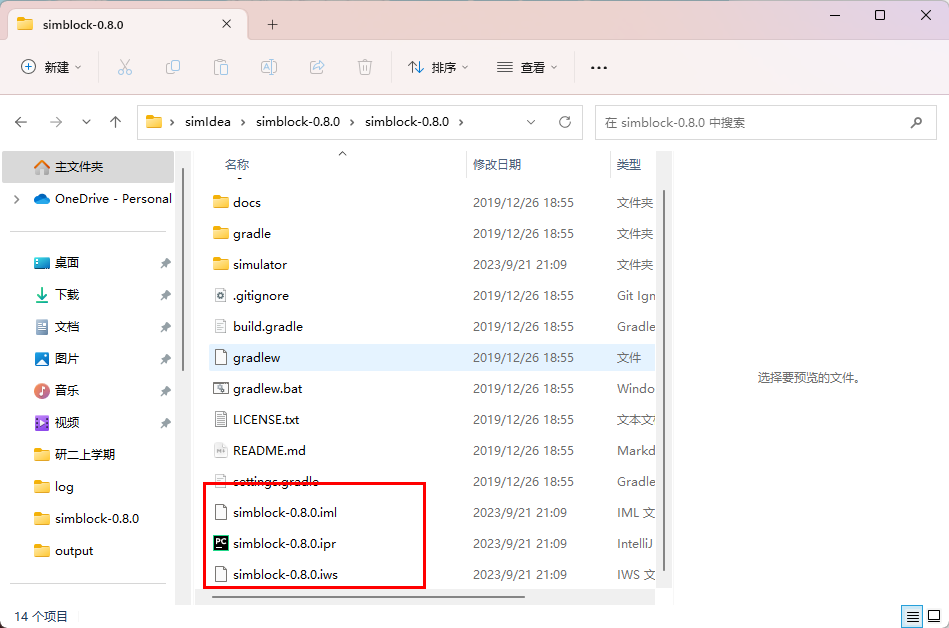 simblock-0.8.0
新建
排序
查看
simIdea > simblock-0.8.0 > simblock-0.8.0 >
在 simblock-0.8.0 中搜索
主文件夹
OneDrive - Personal
桌面
下载
文档
图片
音乐
视频
研二上学期
log
simblock-0.8.0
output
名称 修改日期 类型
docs 2019/12/26 18:55 文件夹
gradle 2019/12/26 18:55 文件夹
simulator 2023/9/21 21:09 文件夹
.gitignore 2019/12/26 18:55 Git Ign
build.gradle 2019/12/26 18:55 Gradle
gradlew 2019/12/26 18:55 文件
gradlew.bat 2019/12/26 18:55 Windo
LICENSE.txt 2019/12/26 18:55 文本文
README.md 2019/12/26 18:55 Markd
settings.gradle 2019/12/26 18:55 Gradle
simblock-0.8.0.iml 2023/9/21 21:09 IML 文
PC simblock-0.8.0.ipr 2023/9/21 21:09 IntelliJ
simblock-0.8.0.iws 2023/9/21 21:09 IWS 文
选择要预览的文件。
14 个项目